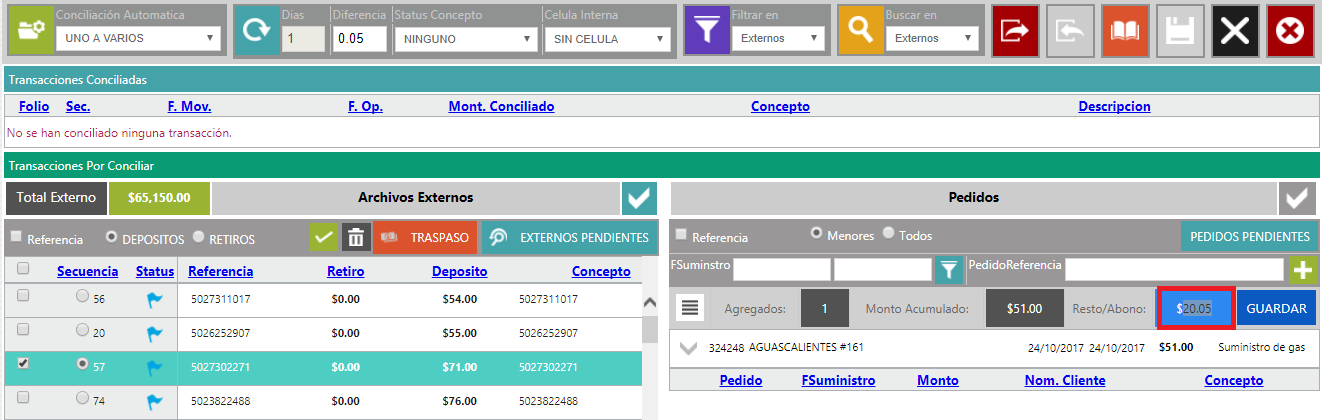 Conciliación Automatica Dias Diferencia Status Concepto Celula Interna Filtrar en Buscar en
UNO A VARIOS 1 0.05 NINGUNO SIN CELULA Externos Externos
Transacciones Conciliadas
Folio Sec. F. Mov. F. Op. Mont. Conciliado Concepto Descripcion
No se han conciliado ninguna transacción.
Transacciones Por Conciliar
Total Externo $65,150.00 Archivos Externos Pedidos
Referencia DEPOSITOS RETIROS TRASPASO EXTERNOS PENDIENTES
Referencia Menores Todos PEDIDOS PENDIENTES
Secuencia Status Referencia Retiro Deposito Concepto
56 5027311017 $0.00 $54.00 5027311017
20 5026252907 $0.00 $55.00 5026252907
57 5027302271 $0.00 $71.00 5027302271
74 5023822488 $0.00 $76.00 5023822488
FSuminstro PedidoReferencia
Agregados: 1 Monto Acumulado: $51.00 Resto/Abono: $20.05 GUARDAR
324248 AGUASCALIENTES #161 24/10/2017 24/10/2017 $51.00 Suministro de gas
Pedido FSuministro Monto Nom. Cliente Concepto